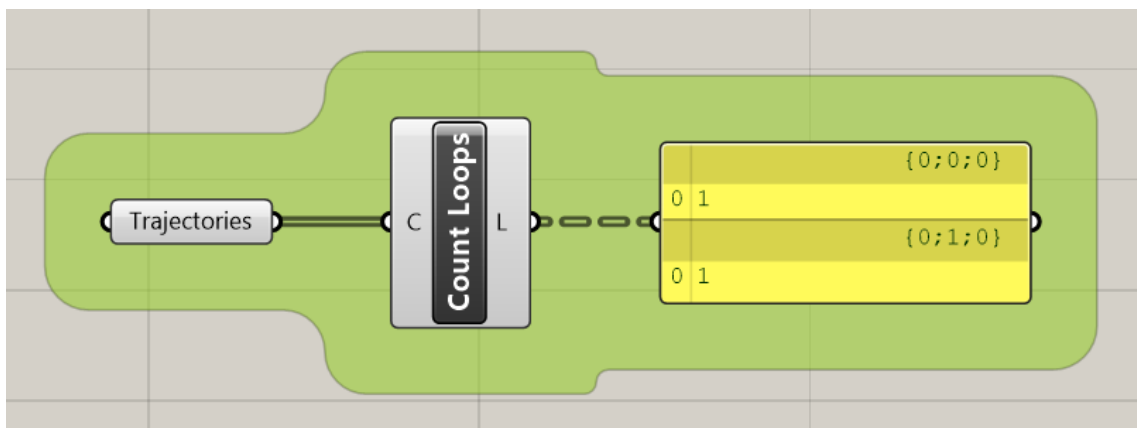 Trajectories
C
Count Loops
L
{0;0;0}
0 1
{0;1;0}
0 1